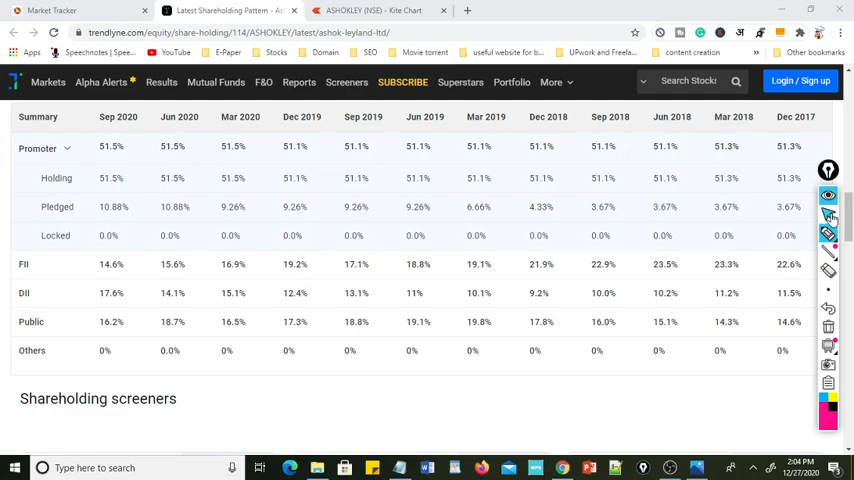 Market Tracker
Latest Shareholding Pattern - Ash
ASHOKLEY (NSE) - Kite Chart
trendlyne.com/equity/share-holding/114/ASHOKLEY/latest/ashok-leyland-ltd/
Apps Speechnotes | Spee... YouTube E-Paper Stocks Domain SEO Movie torrent useful website for b... UPwork and Freela... content creation Other bookmarks
Markets Alpha Alerts Results Mutual Funds F&O Reports Screeners SUBSCRIBE Superstars Portfolio More Search Stocks Login / Sign up
Summary Sep 2020 Jun 2020 Mar 2020 Dec 2019 Sep 2019 Jun 2019 Mar 2019 Dec 2018 Sep 2018 Jun 2018 Mar 2018 Dec 2017
Promoter 51.5% 51.5% 51.5% 51.1% 51.1% 51.1% 51.1% 51.1% 51.1% 51.1% 51.3% 51.3%
Holding 51.5% 51.5% 51.5% 51.1% 51.1% 51.1% 51.1% 51.1% 51.1% 51.1% 51.3% 51.3%
Pledged 10.88% 10.88% 9.26% 9.26% 9.26% 9.26% 6.66% 4.33% 3.67% 3.67% 3.67% 3.67%
Locked 0.0% 0.0% 0.0% 0.0% 0.0% 0.0% 0.0% 0.0% 0.0% 0.0% 0.0% 0.0%
FII 14.6% 15.6% 16.9% 19.2% 17.1% 18.8% 19.1% 21.9% 22.9% 23.5% 23.3% 22.6%
DII 17.6% 14.1% 15.1% 12.4% 13.1% 11% 10.1% 9.2% 10.0% 10.2% 11.2% 11.5%
Public 16.2% 18.7% 16.5% 17.3% 18.8% 19.1% 19.8% 17.8% 16.0% 15.1% 14.3% 14.6%
Others 0% 0.0% 0% 0% 0% 0% 0% 0% 0% 0% 0% 0%
Shareholding screeners
Type here to search
2:04 PM
12/27/2020